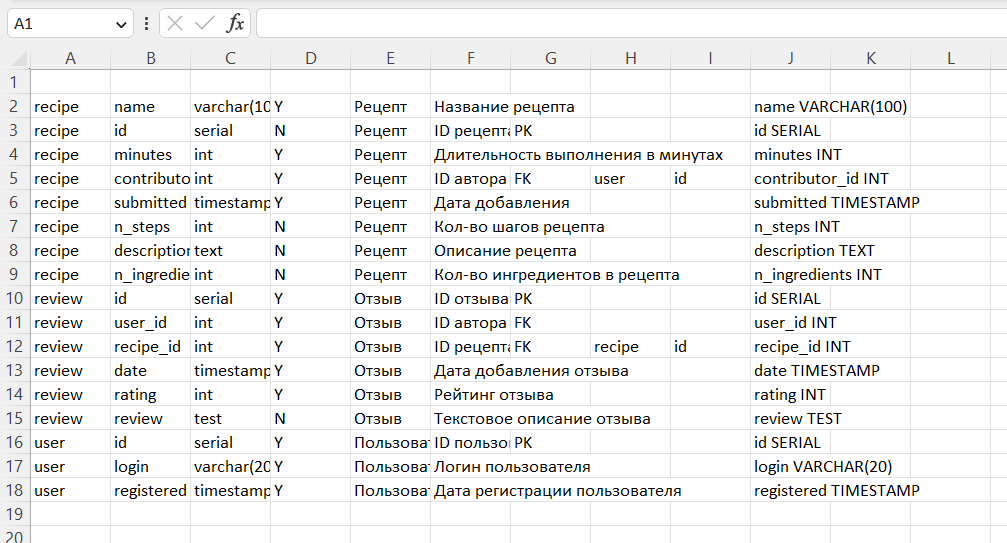 A1 fx
A B C D E F G H I J K L
1
2 recipe name varchar(10 Y Рецепт Название рецепта name VARCHAR(100)
3 recipe id serial N Рецепт ID рецепта PK id SERIAL
4 recipe minutes int Y Рецепт Длительность выполнения в минутах minutes INT
5 recipe contributo int Y Рецепт ID автора FK user id contributor_id INT
6 recipe submitted timestamp Y Рецепт Дата добавления submitted TIMESTAMP
7 recipe n_steps int N Рецепт Кол-во шагов рецепта n_steps INT
8 recipe description text N Рецепт Описание рецепта description TEXT
9 recipe n_ingredie int N Рецепт Кол-во ингредиентов в рецепта n_ingredients INT
10 review id serial Y Отзыв ID отзыва PK id SERIAL
11 review user_id int Y Отзыв ID автора FK user_id INT
12 review recipe_id int Y Отзыв ID рецепта FK recipe id recipe_id INT
13 review date timestamp Y Отзыв Дата добавления отзыва date TIMESTAMP
14 review rating int Y Отзыв Рейтинг отзыва rating INT
15 review review test N Отзыв Текстовое описание отзыва review TEST
16 user id serial Y Пользоват ID пользо PK id SERIAL
17 user login varchar(20 Y Пользоват Логин пользователя login VARCHAR(20)
18 user registered timestamp Y Пользоват Дата регистрации пользователя registered TIMESTAMP
19
20